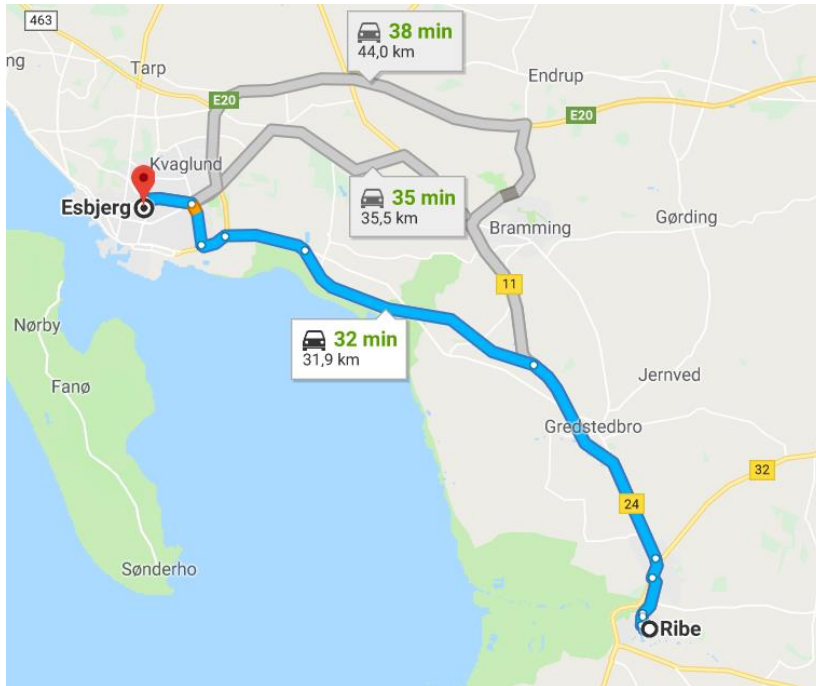 463
ng
Tarp
38 min
44,0 km
Endrup
E20
E20
Kvaglund
Esbjerg
35 min
35,5 km
Gørding
Bramming
11
Nørby
32 min
31,9 km
Fanø
Jernved
Gredstedbro
32
24
Sønderho
Ribe